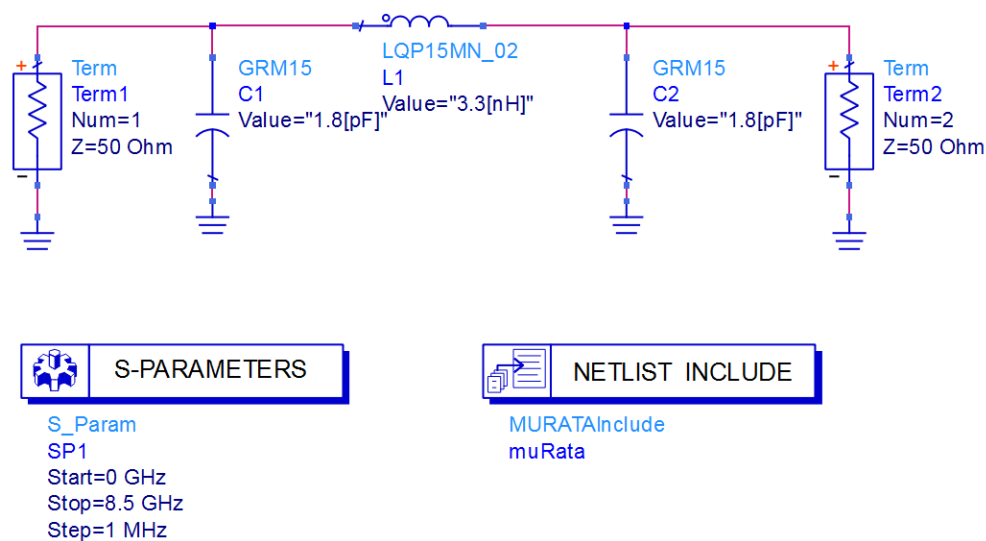 +
Term
Term1
Num=1
Z=50 Ohm
-
GRM15
C1
Value="1.8[pF]"
LQP15MN_02
L1
Value="3.3[nH]"
GRM15
C2
Value="1.8[pF]"
+
Term
Term2
Num=2
Z=50 Ohm
-
S-PARAMETERS
S_Param
SP1
Start=0 GHz
Stop=8.5 GHz
Step=1 MHz
NETLIST INCLUDE
MURATAInclude
muRata